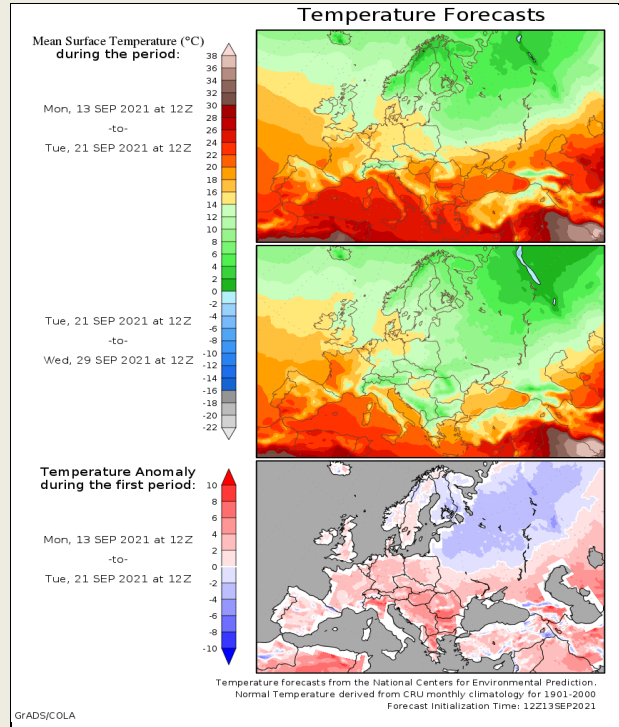 Temperature Forecasts
Mean Surface Temperature (°C)
during the period:
Mon, 13 SEP 2021 at 12Z
-to-
Tue, 21 SEP 2021 at 12Z
38
36
34
32
30
28
26
24
22
20
18
16
14
12
10
8
6
4
2
0
-2
-4
-6
-8
-10
-12
-14
-16
-18
-20
-22
Tue, 21 SEP 2021 at 12Z
-to-
Wed, 29 SEP 2021 at 12Z
Temperature Anomaly
during the first period:
Mon, 13 SEP 2021 at 12Z
-to-
Tue, 21 SEP 2021 at 12Z
10
8
6
4
2
0
-2
-4
-6
-8
-10
Temperature forecasts from the National Centers for Environmental Prediction.
Normal Temperature derived from CRU monthly climatology for 1901-2000
Forecast Initialization Time: 12Z13SEP2021
GrADS/COLA